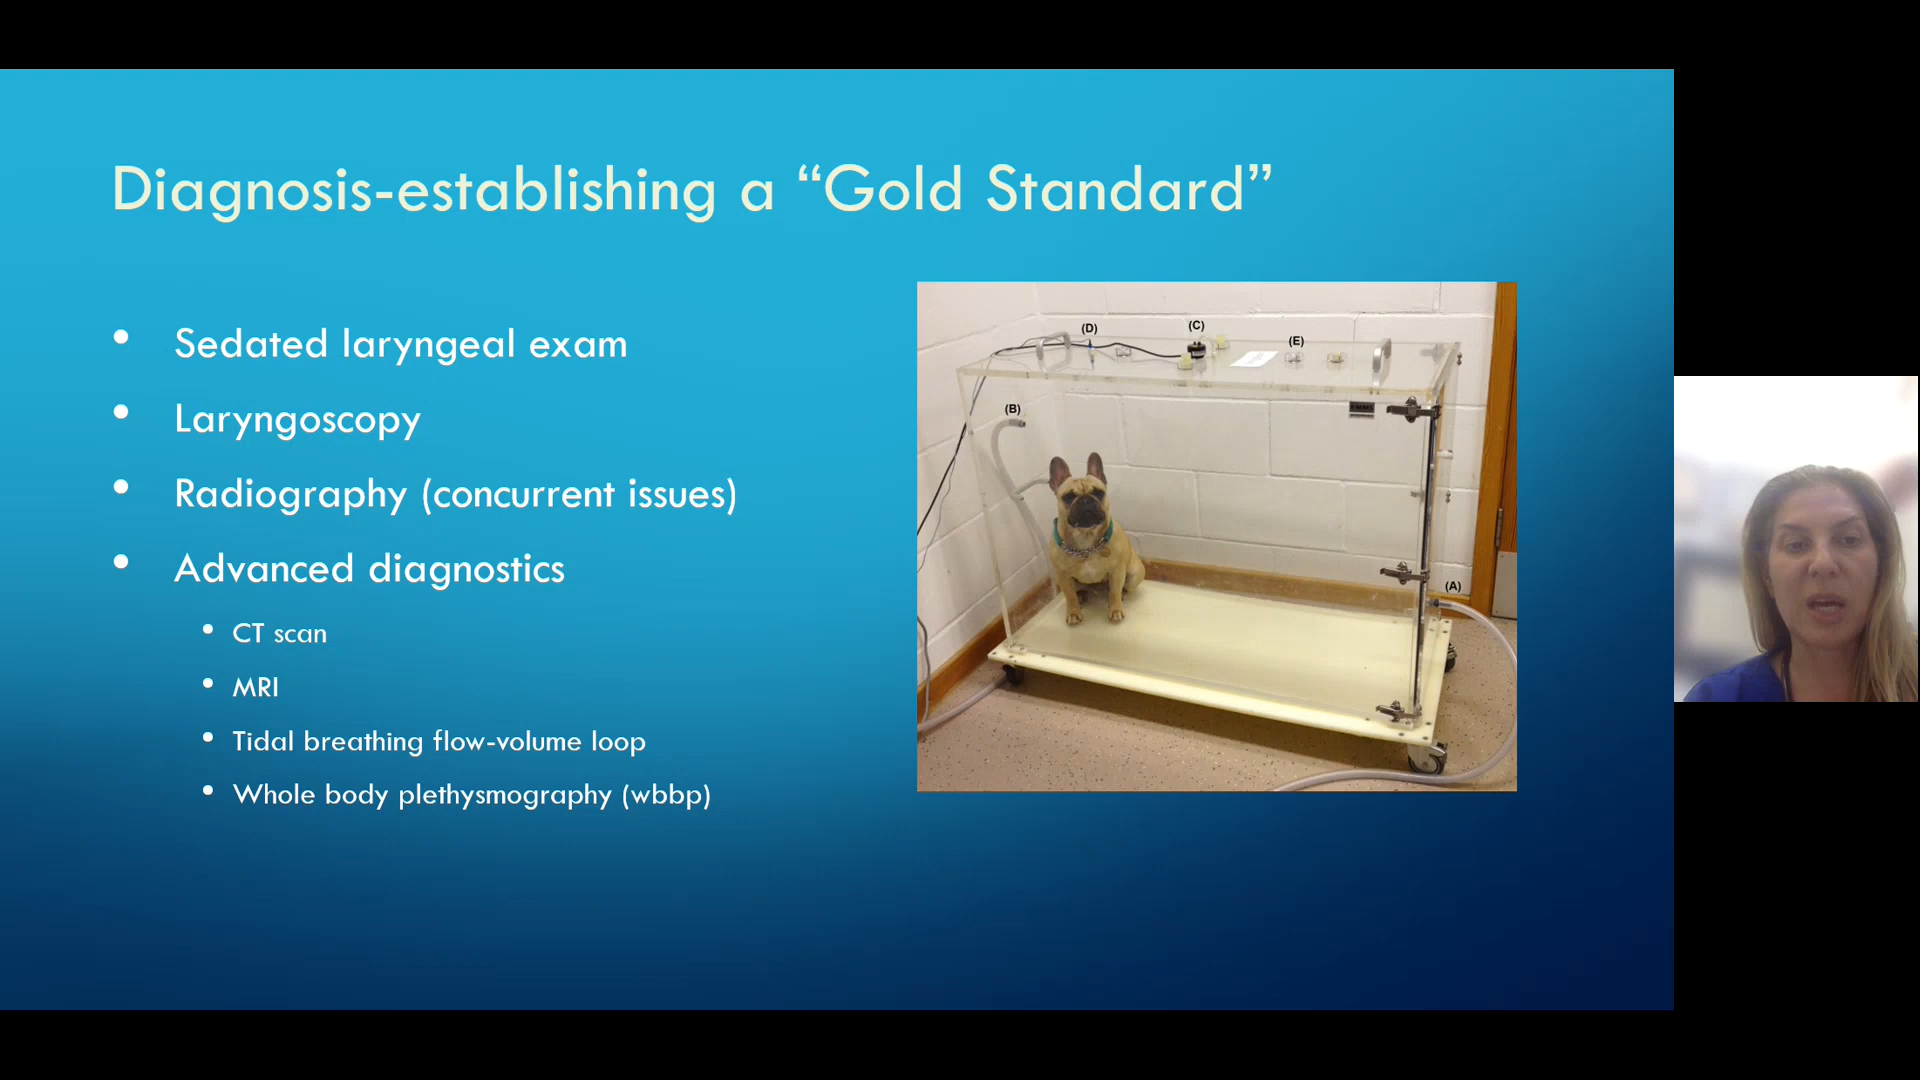 Diagnosis-establishing a “Gold Standard”
• Sedated laryngeal exam
• Laryngoscopy
• Radiography (concurrent issues)
• Advanced diagnostics
• CT scan
• MRI
• Tidal breathing flow-volume loop
• Whole body plethysmography (wbbp)
(D)
(C)
(E)
(B)
(A)